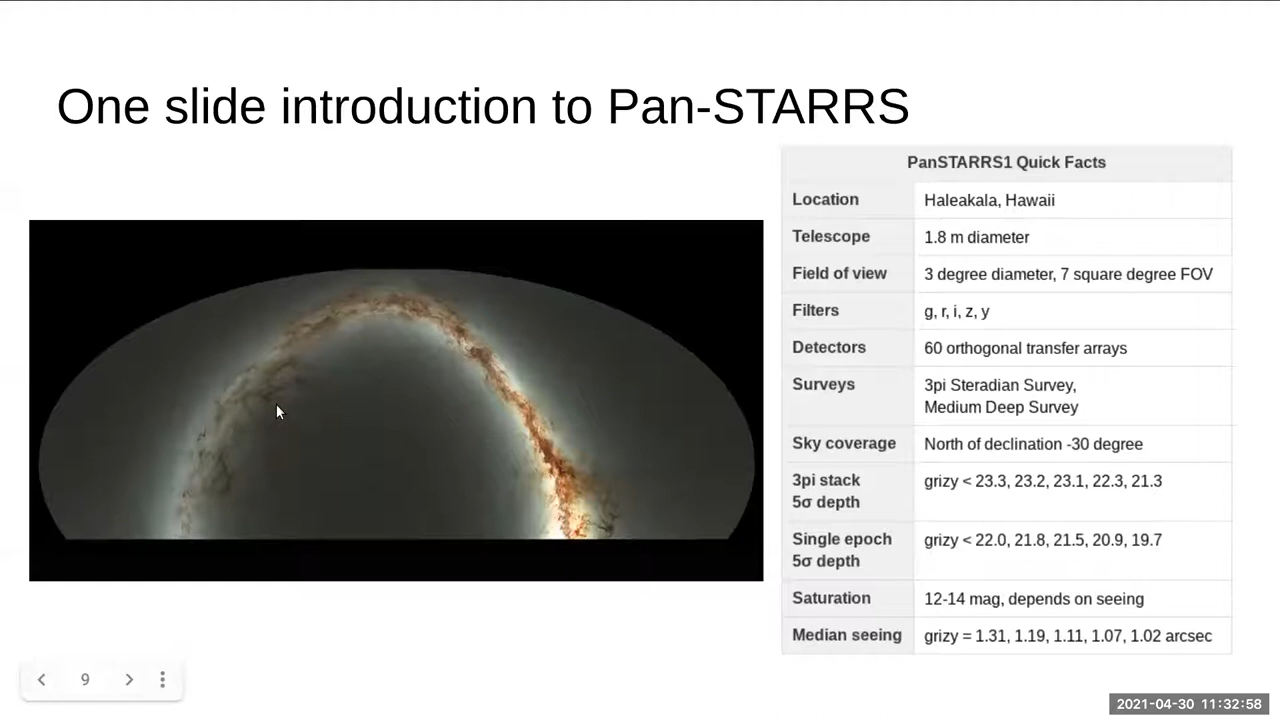 One slide introduction to Pan-STARRS
PanSTARRS1 Quick Facts
Location Haleakala, Hawaii
Telescope 1.8 m diameter
Field of view 3 degree diameter, 7 square degree FOV
Filters g, r, i, z, y
Detectors 60 orthogonal transfer arrays
Surveys 3pi Steradian Survey,
Medium Deep Survey
Sky coverage North of declination -30 degree
3pi stack grizy < 23.3, 23.2, 23.1, 22.3, 21.3
5σ depth
Single epoch grizy < 22.0, 21.8, 21.5, 20.9, 19.7
5σ depth
Saturation 12-14 mag, depends on seeing
Median seeing grizy = 1.31, 1.19, 1.11, 1.07, 1.02 arcsec
9
2021-04-30 11:32:58